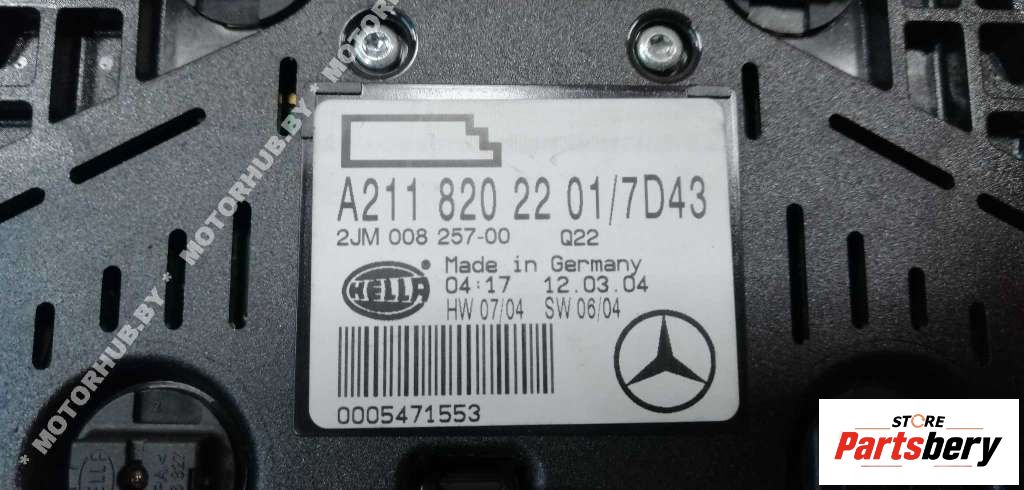 * MOTORHUB.BY * MOTORHUB.BY * MOTOR
A211 820 22 01/7D43
2JM 008 257-00 Q22
HELLA ® Made in Germany
04:17 12.03.04
HW 07/04 SW 06/04
0005471553
HELLA
STORE
Partsbery